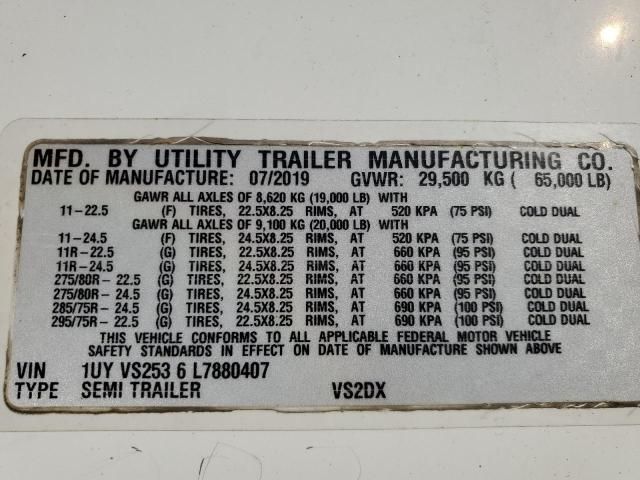 MFD. BY UTILITY TRAILER MANUFACTURING CO.
DATE OF MANUFACTURE: 07/2019 GVWR: 29,500 KG ( 65,000 LB)
GAWR ALL AXLES OF 8,620 KG (19,000 LB) WITH
11-22.5 (F) TIRES, 22.5X8.25 RIMS, AT 520 KPA (75 PSI) COLD DUAL
GAWR ALL AXLES OF 9,100 KG (20,000 LB) WITH
11-24.5 (F) TIRES, 24.5X8.25 RIMS, AT 520 KPA (75 PSI) COLD DUAL
11R-22.5 (G) TIRES, 22.5X8.25 RIMS, AT 660 KPA (95 PSI) COLD DUAL
11R-24.5 (G) TIRES, 24.5X8.25 RIMS, AT 660 KPA (95 PSI) COLD DUAL
275/80R-22.5 (G) TIRES, 22.5X8.25 RIMS, AT 660 KPA (95 PSI) COLD DUAL
275/80R-24.5 (G) TIRES, 24.5X8.25 RIMS, AT 660 KPA (95 PSI) COLD DUAL
285/75R-24.5 (G) TIRES, 24.5X8.25 RIMS, AT 690 KPA (100 PSI) COLD DUAL
295/75R-22.5 (G) TIRES, 22.5X8.25 RIMS, AT 690 KPA (100 PSI) COLD DUAL
THIS VEHICLE CONFORMS TO ALL APPLICABLE FEDERAL MOTOR VEHICLE
SAFETY STANDARDS IN EFFECT ON DATE OF MANUFACTURE SHOWN ABOVE
VIN 1UY VS253 6 L7880407
TYPE SEMI TRAILER VS2DX